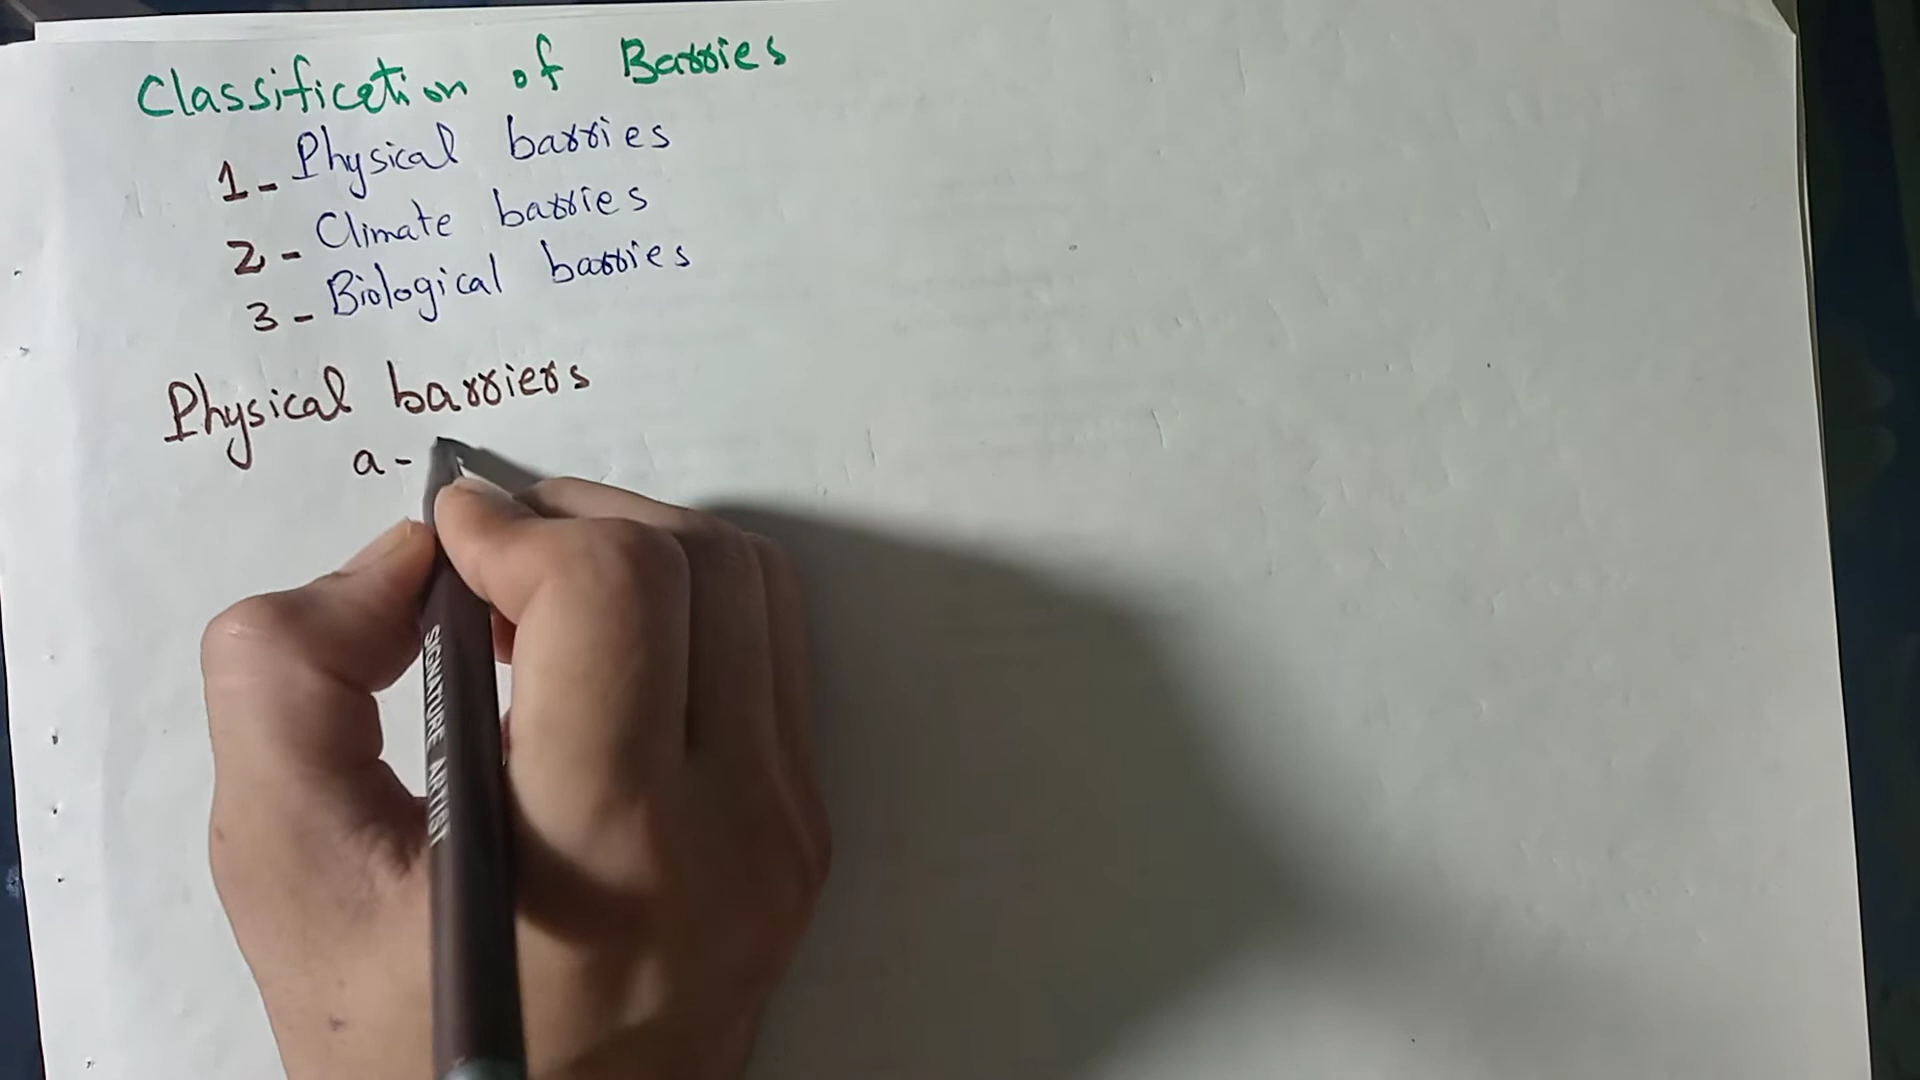 Classification of Barries
1- Physical barries
2- Climate barries
3- Biological barries
Physical barriers
a-
SIGNATURE ARTIST